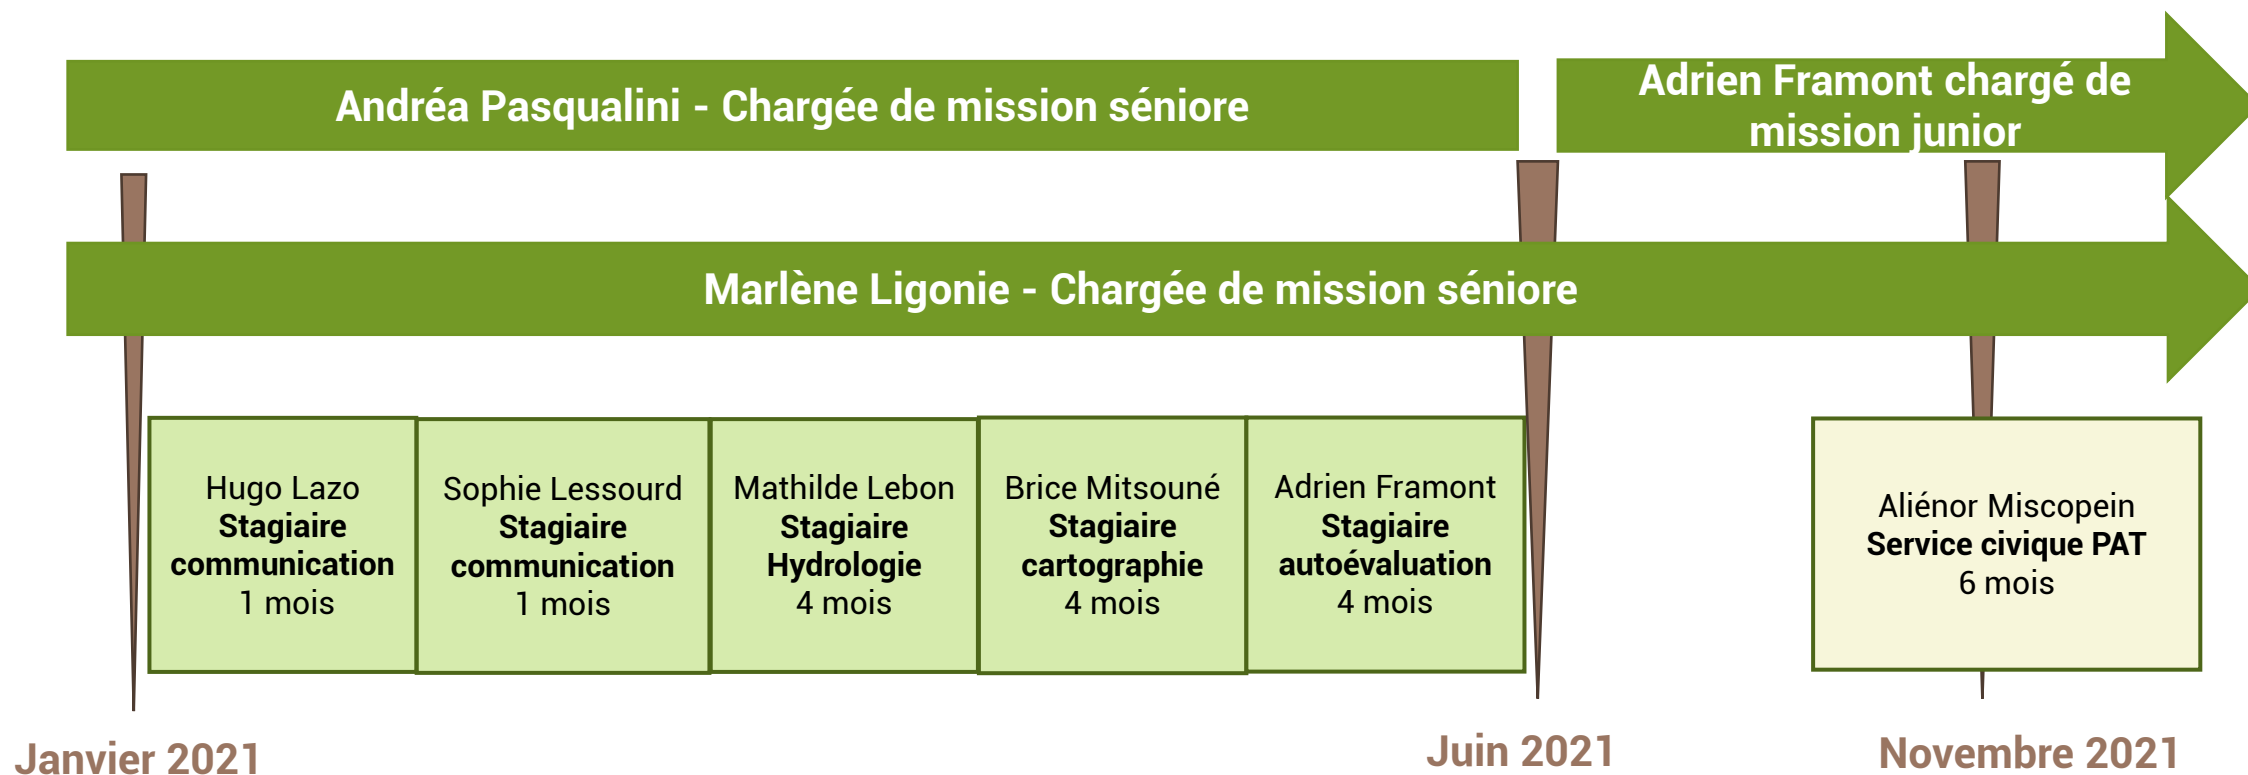 Andréa Pasqualini - Chargée de mission séniore
Adrien Framont chargé de
mission junior
Marlène Ligonie - Chargée de mission séniore
Hugo Lazo
Stagiaire
communication
1 mois
Sophie Lessourd
Stagiaire
communication
1 mois
Mathilde Lebon
Stagiaire
Hydrologie
4 mois
Brice Mitsouné
Stagiaire
cartographie
4 mois
Adrien Framont
Stagiaire
autoévaluation
4 mois
Aliénor Miscopein
Service civique PAT
6 mois
Janvier 2021
Juin 2021
Novembre 2021